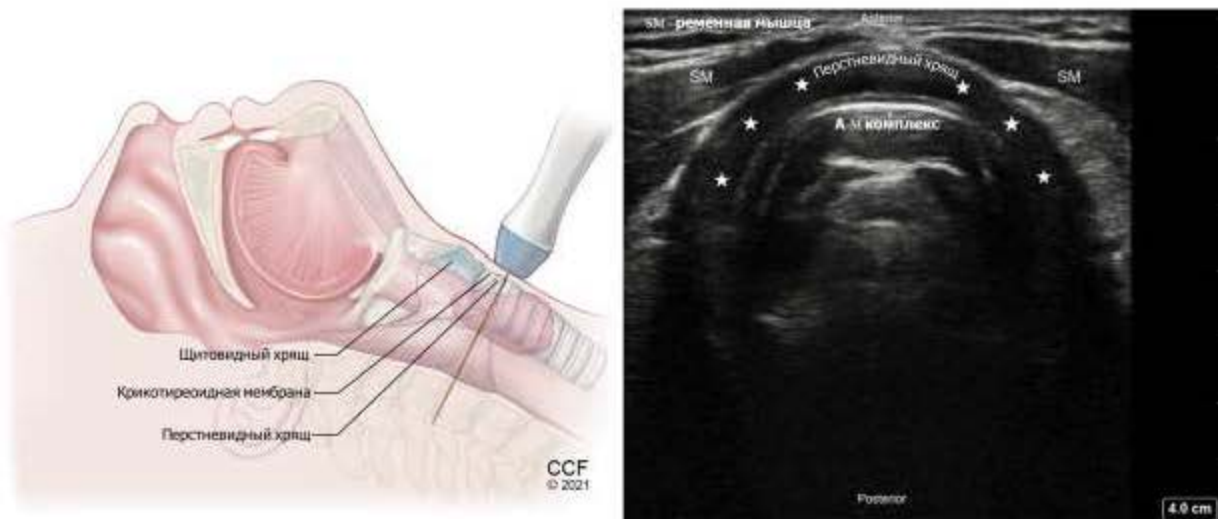 Щитовидный хрящ
Крикотиреоидная мембрана
Перстневидный хрящ
CCF
© 2021
SM ременная мышца
Anterior
SM
SM
Перстневидный хрящ
А-М комплекс
Posterior
4.0 cm